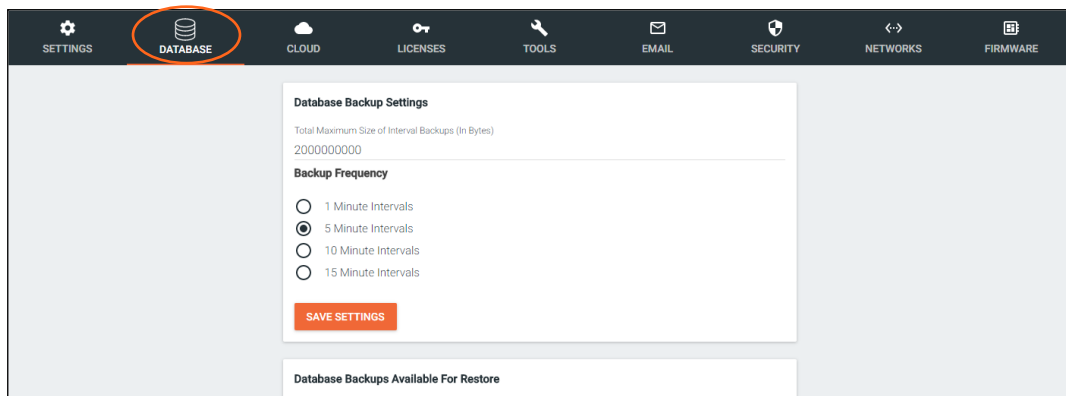 SETTINGS DATABASE CLOUD LICENSES TOOLS EMAIL SECURITY NETWORKS FIRMWARE
Database Backup Settings
Total Maximum Size of Interval Backups (In Bytes)
2000000000
Backup Frequency
1 Minute Intervals
5 Minute Intervals
10 Minute Intervals
15 Minute Intervals
SAVE SETTINGS
Database Backups Available For Restore